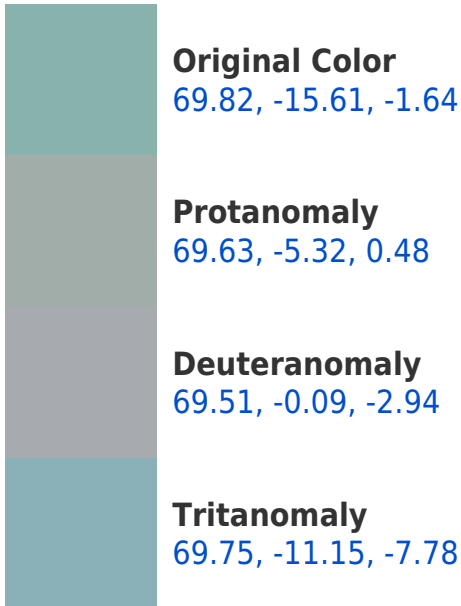 Original Color
69.82, -15.61, -1.64
Protanomaly
69.63, -5.32, 0.48
Deuteranomaly
69.51, -0.09, -2.94
Tritanomaly
69.75, -11.15, -7.78